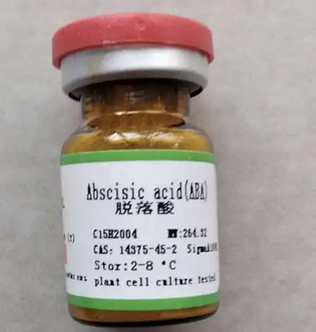 Abscisic acid(ABA)
脱落酸
C15H20O4 MW:264.32
CAS: 14375-45-2
Stor:2-8 °C
plant cell culture tested